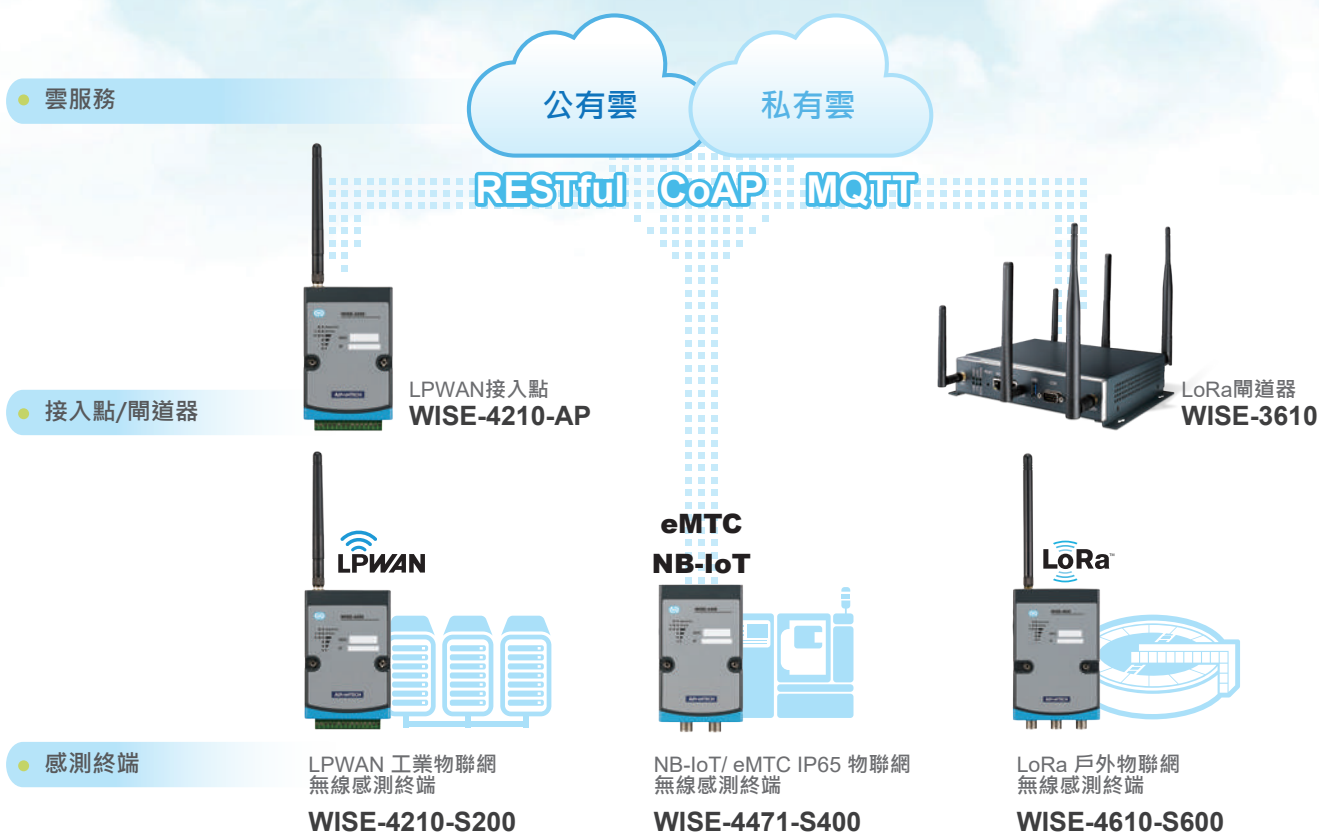 雲服務
公有雲
私有雲
RESTful CoAP MQTT
LPWAN接入點
WISE-4210-AP
接入點/閘道器
LoRa閘道器
WISE-3610
LPWAN
eMTC
NB-IoT
LoRa™
感測終端
LPWAN 工業物聯網
無線感測終端
WISE-4210-S200
NB-IoT/ eMTC IP65 物聯網
無線感測終端
WISE-4471-S400
LoRa 戶外物聯網
無線感測終端
WISE-4610-S600